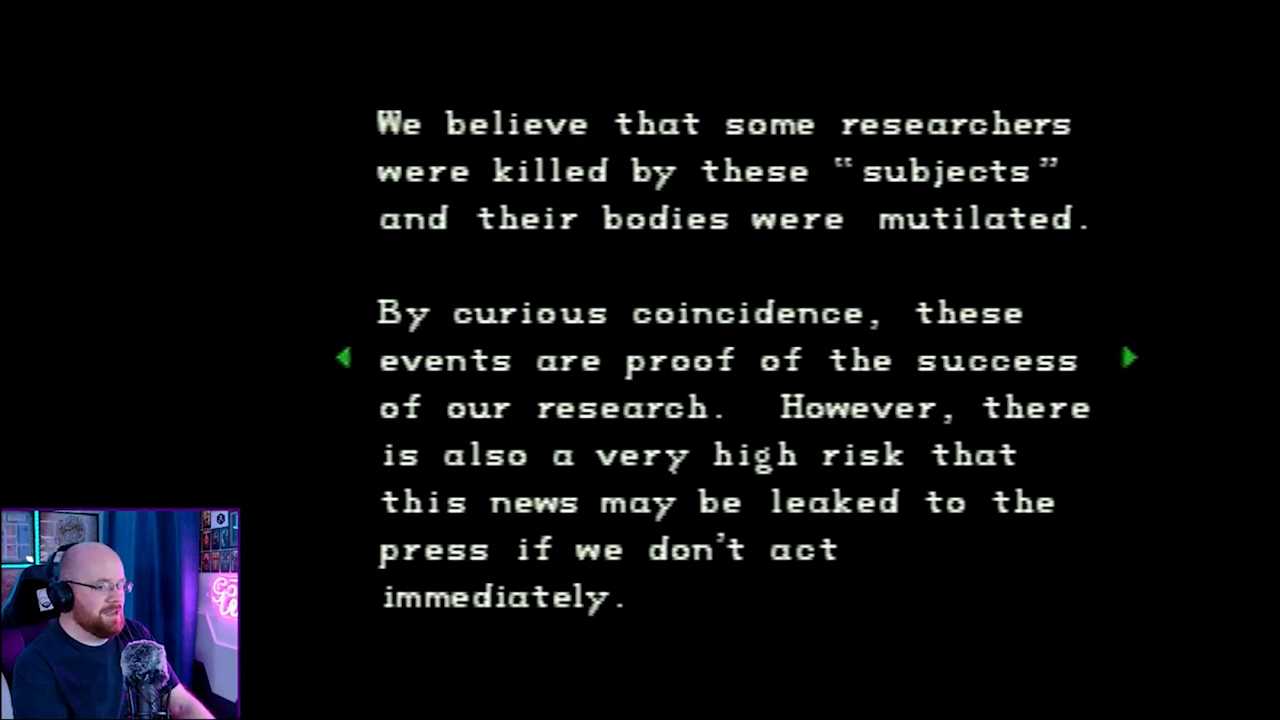 We believe that some researchers
were killed by these “subjects”
and their bodies were mutilated.
By curious coincidence, these
events are proof of the success
of our research. However, there
is also a very high risk that
this news may be leaked to the
press if we don't act
immediately.